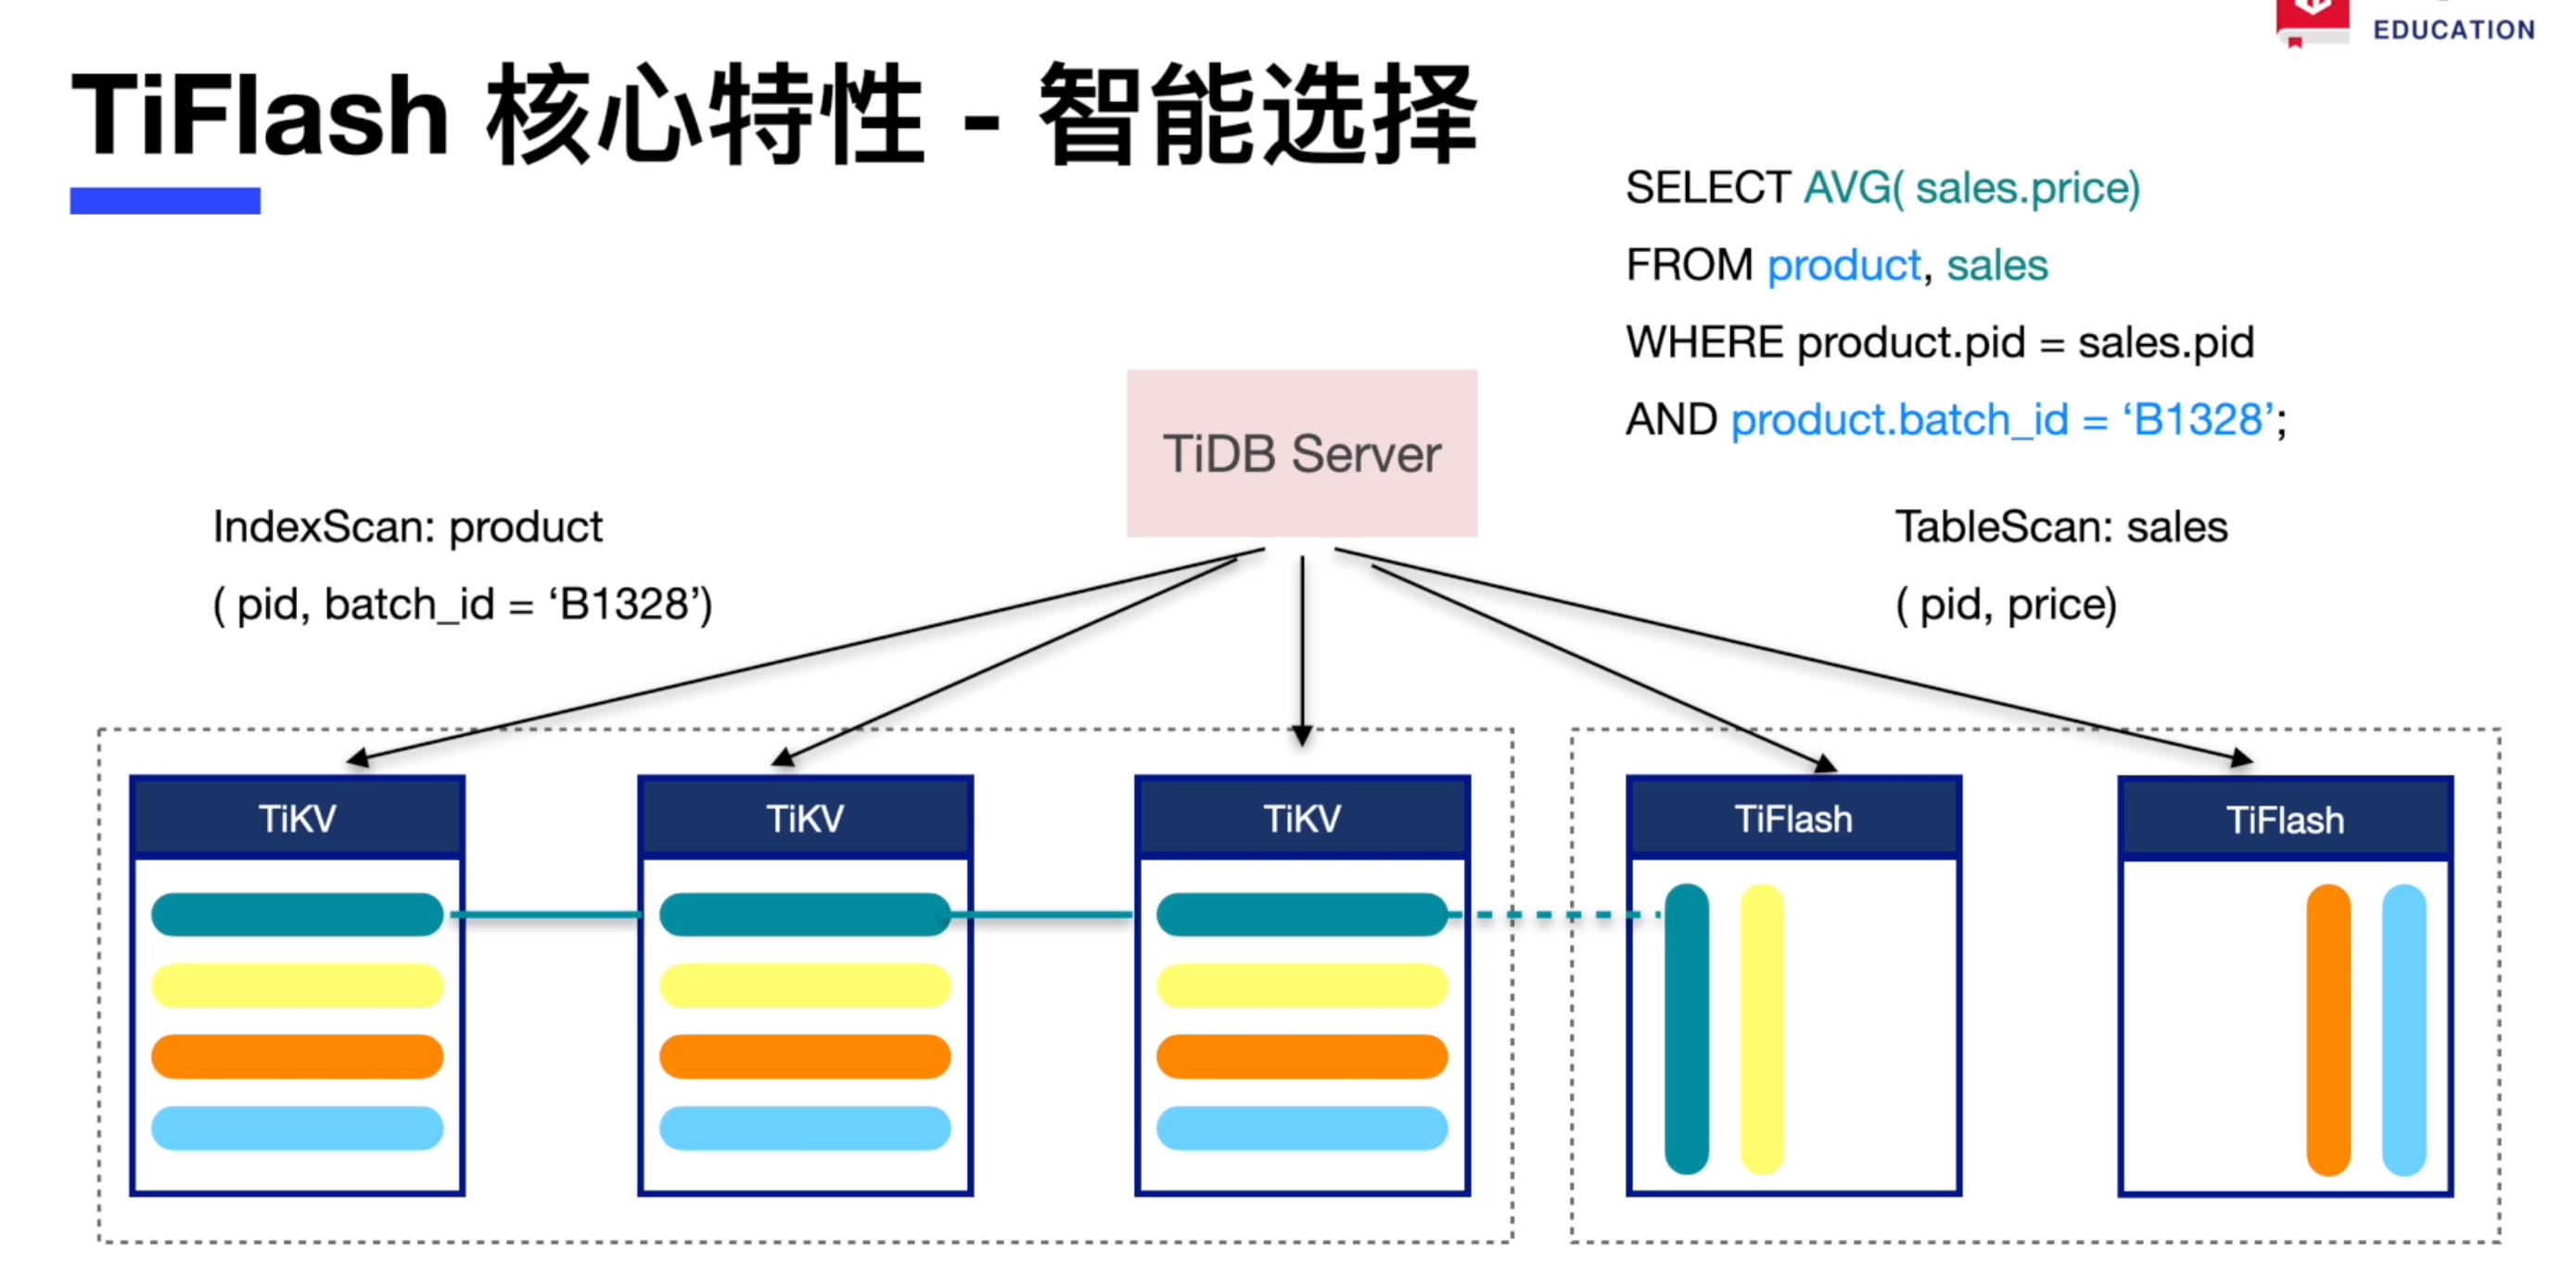 EDUCATION
TiFlash 核心特性 - 智能选择
SELECT AVG( sales.price)
FROM product, sales
WHERE product.pid = sales.pid
AND product.batch_id = ‘B1328’;
TiDB Server
IndexScan: product
( pid, batch_id = ‘B1328’)
TableScan: sales
( pid, price)
TiKV
TiKV
TiKV
TiFlash
TiFlash